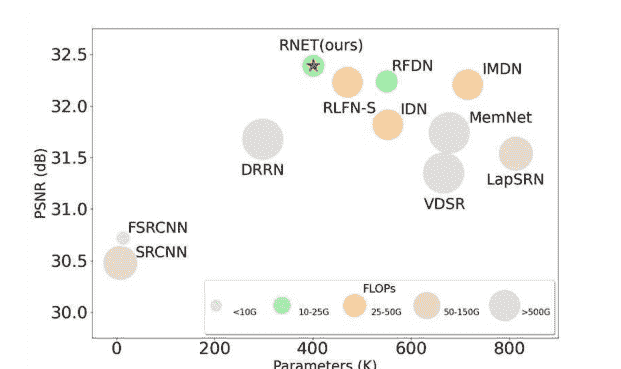 RNET(ours)
RFDN
IMDN
RLFN-S
IDN
MemNet
DRRN
LapSRN
VDSR
FSRCNN
SRCNN
PSNR (dB)
32.5
32.0
31.5
31.0
30.5
30.0
FLOPs
<10G
10-25G
25-50G
50-150G
>500G
0
200
400
600
800
Parameters (K)